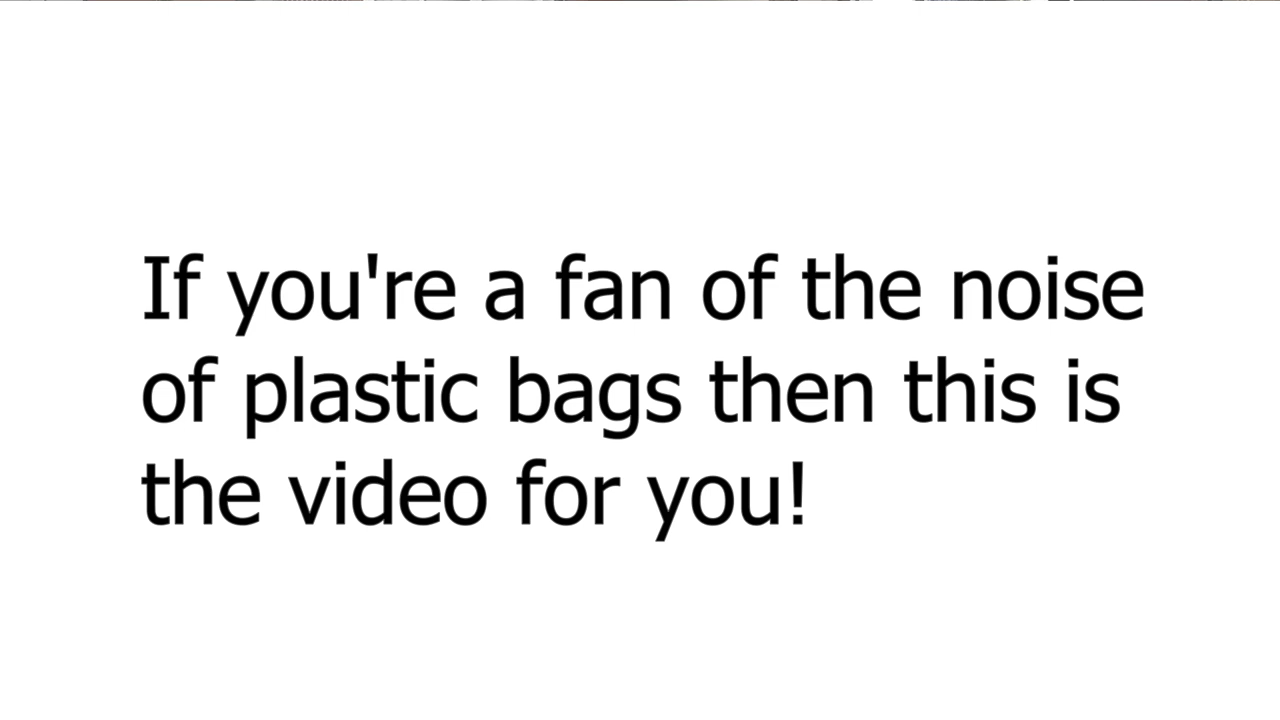 If you're a fan of the noise
of plastic bags then this is
the video for you!